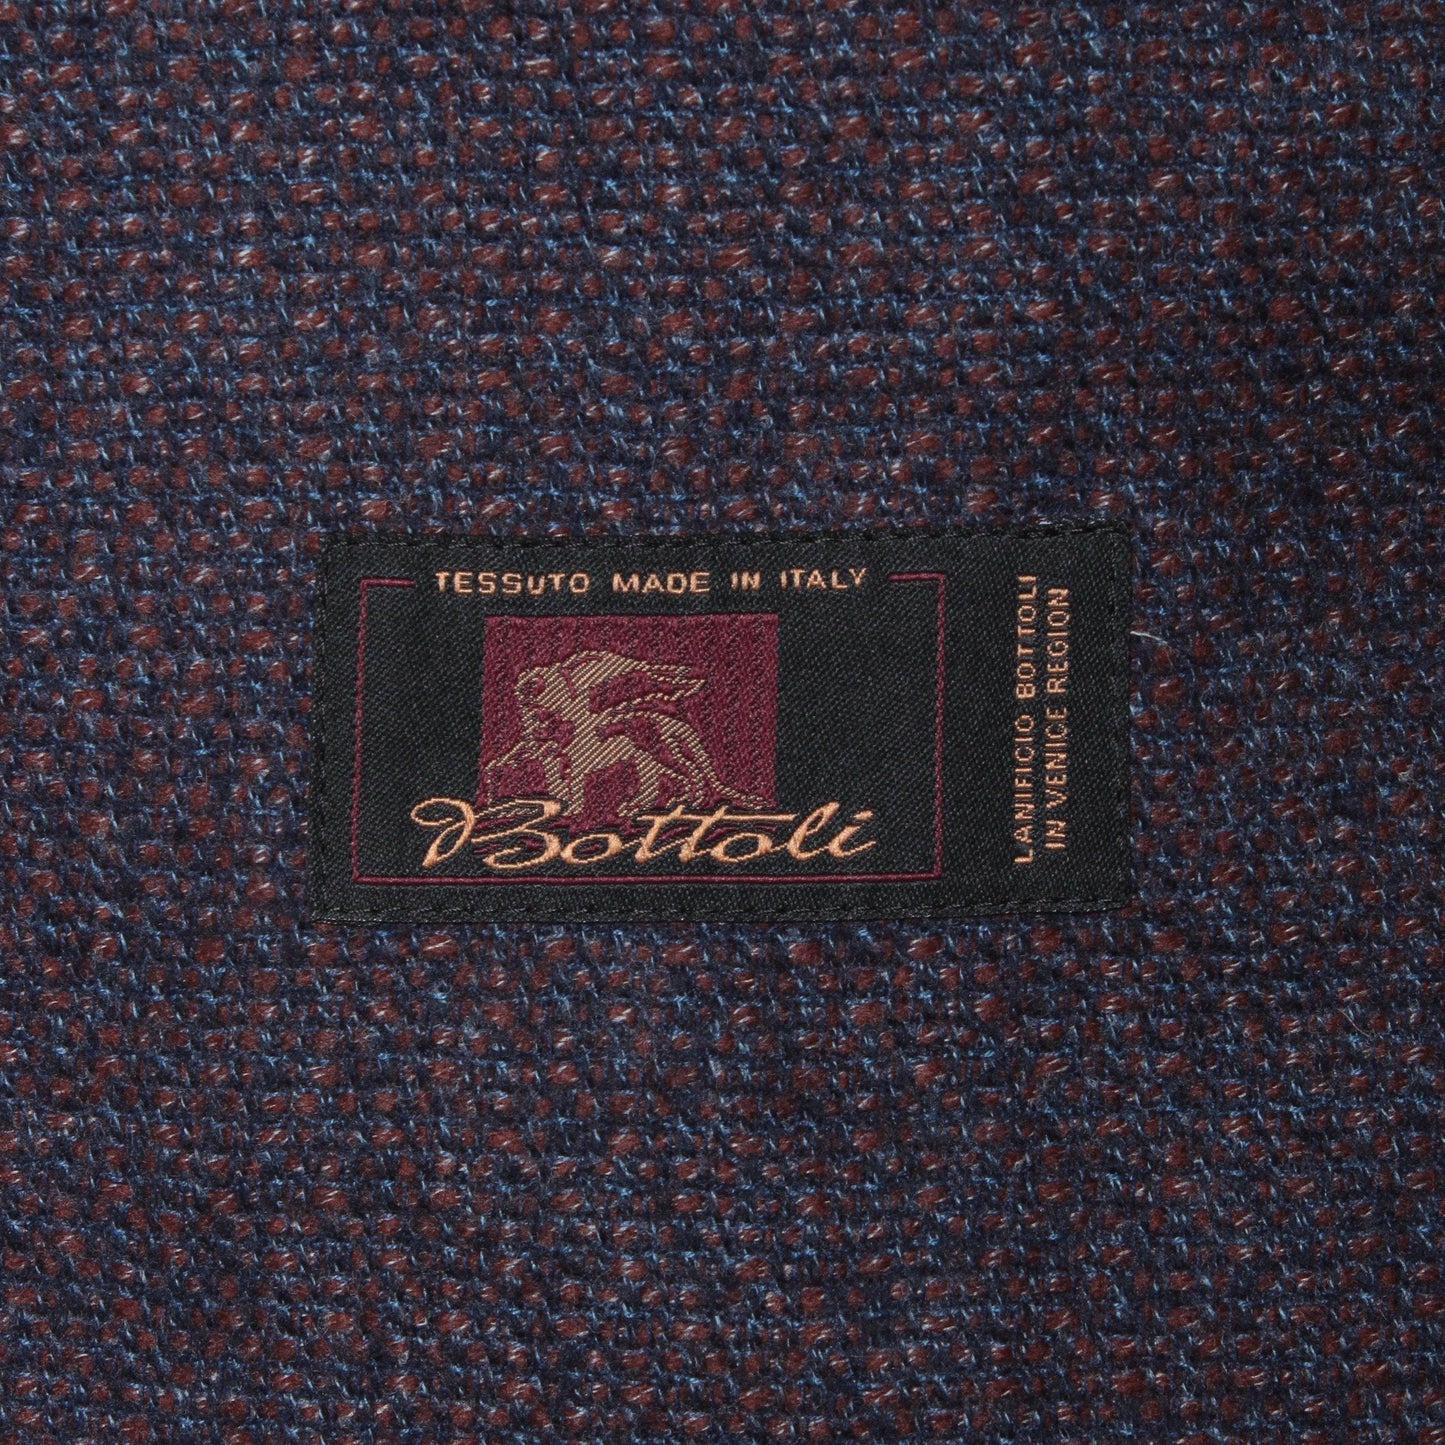 TESSUTO MADE IN ITALY
Bottoli
LANIFICIO BOTTOLI
IN VENICE REGION